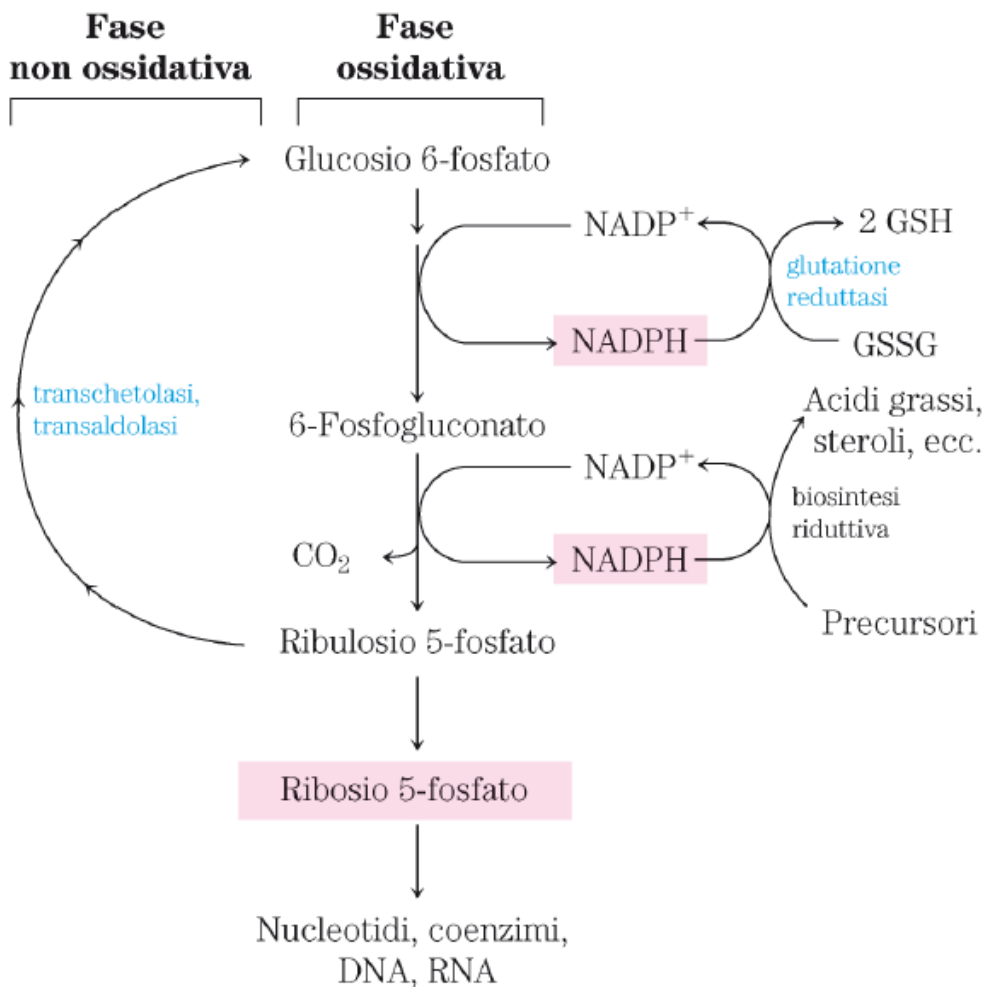 Fase
non ossidativa
Fase
ossidativa
Glucosio 6-fosfato
NADP⁺
2 GSH
glutatione
reduttasi
NADPH
GSSG
transchetolasi,
transaldolasi
6-Fosfogluconato
Acidi grassi,
steroli, ecc.
NADP⁺
biosintesi
riduttiva
CO₂
NADPH
Precursori
Ribulosio 5-fosfato
Ribosio 5-fosfato
Nucleotidi, coenzimi,
DNA, RNA